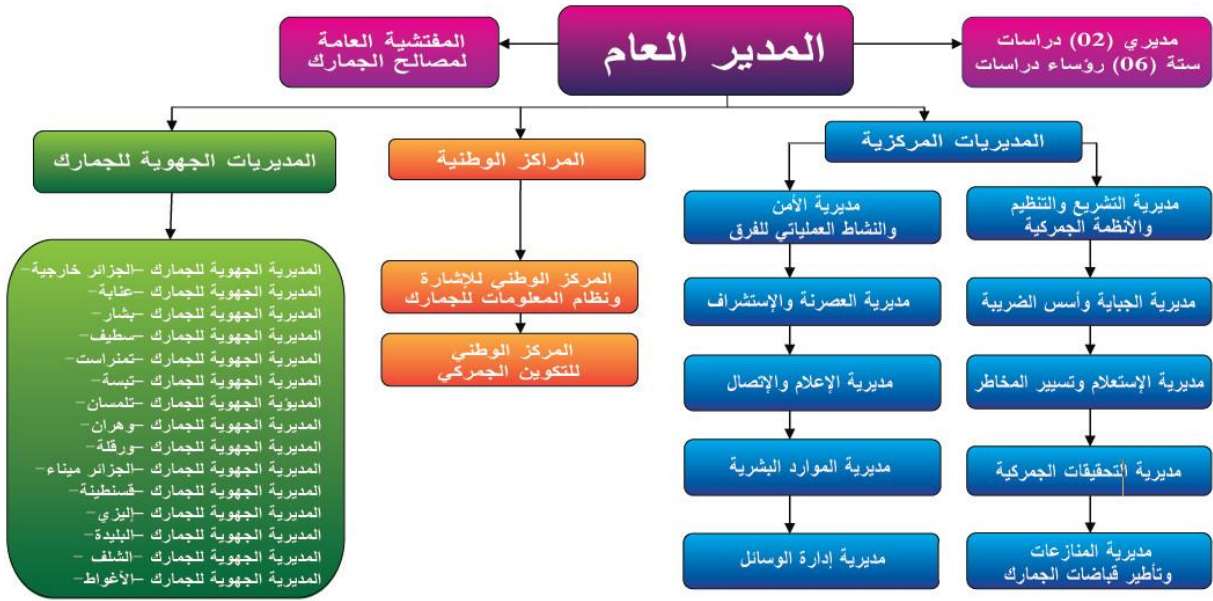 المدير العام
مديري (02) دراسات
ستة (06) رؤساء دراسات
المفتشية العامة
لمصالح الجمارك
المديريات المركزية
مديرية التشريع والتنظيم
والأنظمة الجمركية
مديرية الجباية وأسس الضريبة
مديرية الإستعلام وتسيير المخاطر
مديرية التحقيقات الجمركية
مديرية المنازعات
وتأطير قباضات الجمارك
مديرية الأمن
والنشاط العملياتي للفرق
مديرية العصرنة والإستشراف
مديرية الإعلام والإتصال
مديرية الموارد البشرية
مديرية إدارة الوسائل
المراكز الوطنية
المركز الوطني للإشارة
ونظام المعلومات للجمارك
المركز الوطني
للتكوين الجمركي
المديريات الجهوية للجمارك
المديرية الجهوية للجمارك –الجزائر خارجية–
المديرية الجهوية للجمارك –عنابة–
المديرية الجهوية للجمارك –بشار–
المديرية الجهوية للجمارك –سطيف–
المديرية الجهوية للجمارك –تمنراست–
المديرية الجهوية للجمارك –تبسة–
المديؤية الجهوية للجمارك –تلمسان–
المديرية الجهوية للجمارك –وهران–
المديرية الجهوية للجمارك –ورقلة–
المديرية الجهوية للجمارك –الجزائر ميناء–
المديرية الجهوية للجمارك –قسنطينة–
المديرية الجهوية للجمارك –إليزي–
المديرية الجهوية للجمارك –البليدة–
المديرية الجهوية للجمارك –الشلف –
المديرية الجهوية للجمارك –الأغواط–